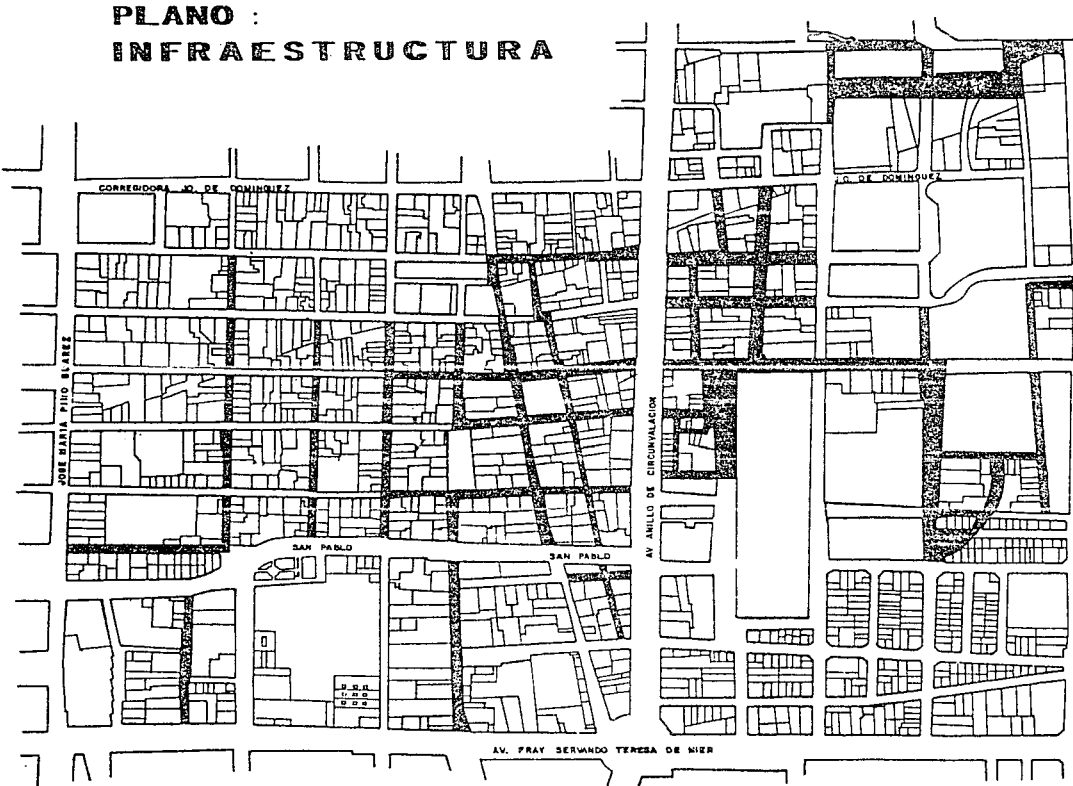 PLANO :
INFRAESTRUCTURA
CORREGIDORA JO. DE DOMINGUEZ
JO. DE DOMINGUEZ
JOSE MARIA PINO SUAREZ
AV ANILLO DE CIRCUNVALACION
SAN PABLO
SAN PABLO
AV. FRAY SERVANDO TERESA DE MIER